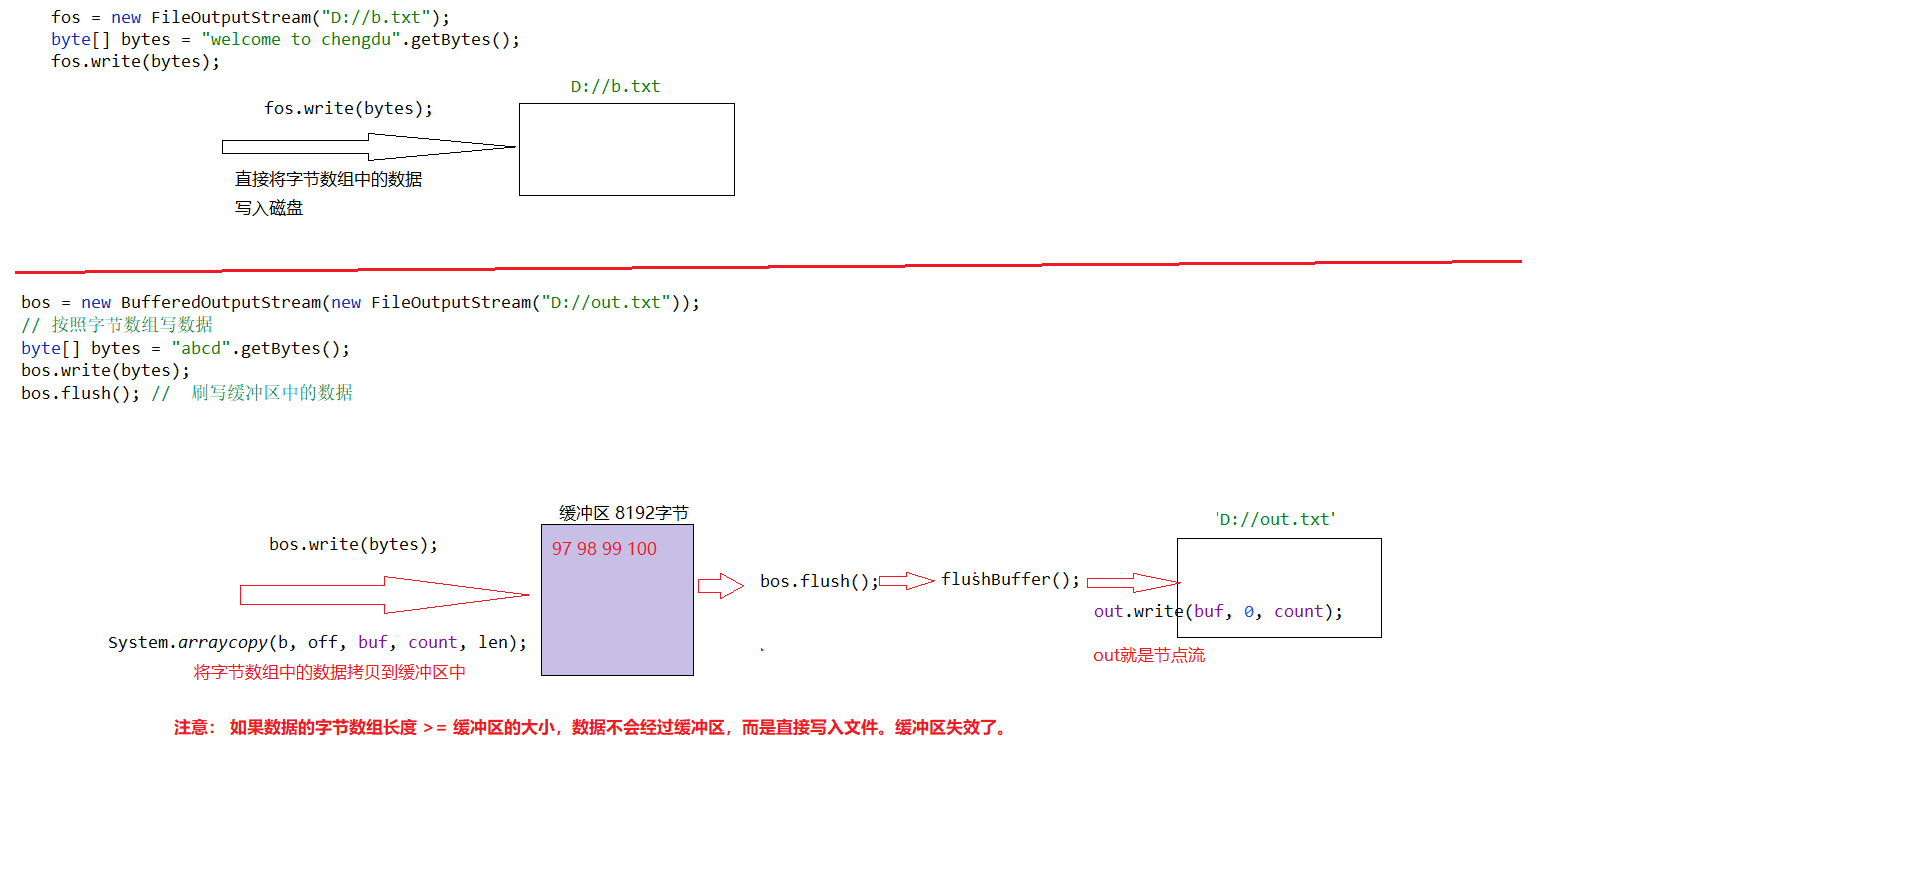 fos = new FileOutputStream("D://b.txt");
byte[] bytes = "welcome to chengdu".getBytes();
fos.write(bytes);
D://b.txt
fos.write(bytes);
直接将字节数组中的数据
写入磁盘
bos = new BufferedOutputStream(new FileOutputStream("D://out.txt"));
// 按照字节数组写数据
byte[] bytes = "abcd".getBytes();
bos.write(bytes);
bos.flush(); //  刷写缓冲区中的数据
缓冲区 8192字节
'D://out.txt'
bos.write(bytes);
97 98 99 100
bos.flush();
flushBuffer();
out.write(buf, 0, count);
System.arraycopy(b, off, buf, count, len);
out就是节点流
将字节数组中的数据拷贝到缓冲区中
注意： 如果数据的字节数组长度 >= 缓冲区的大小，数据不会经过缓冲区，而是直接写入文件。缓冲区失效了。